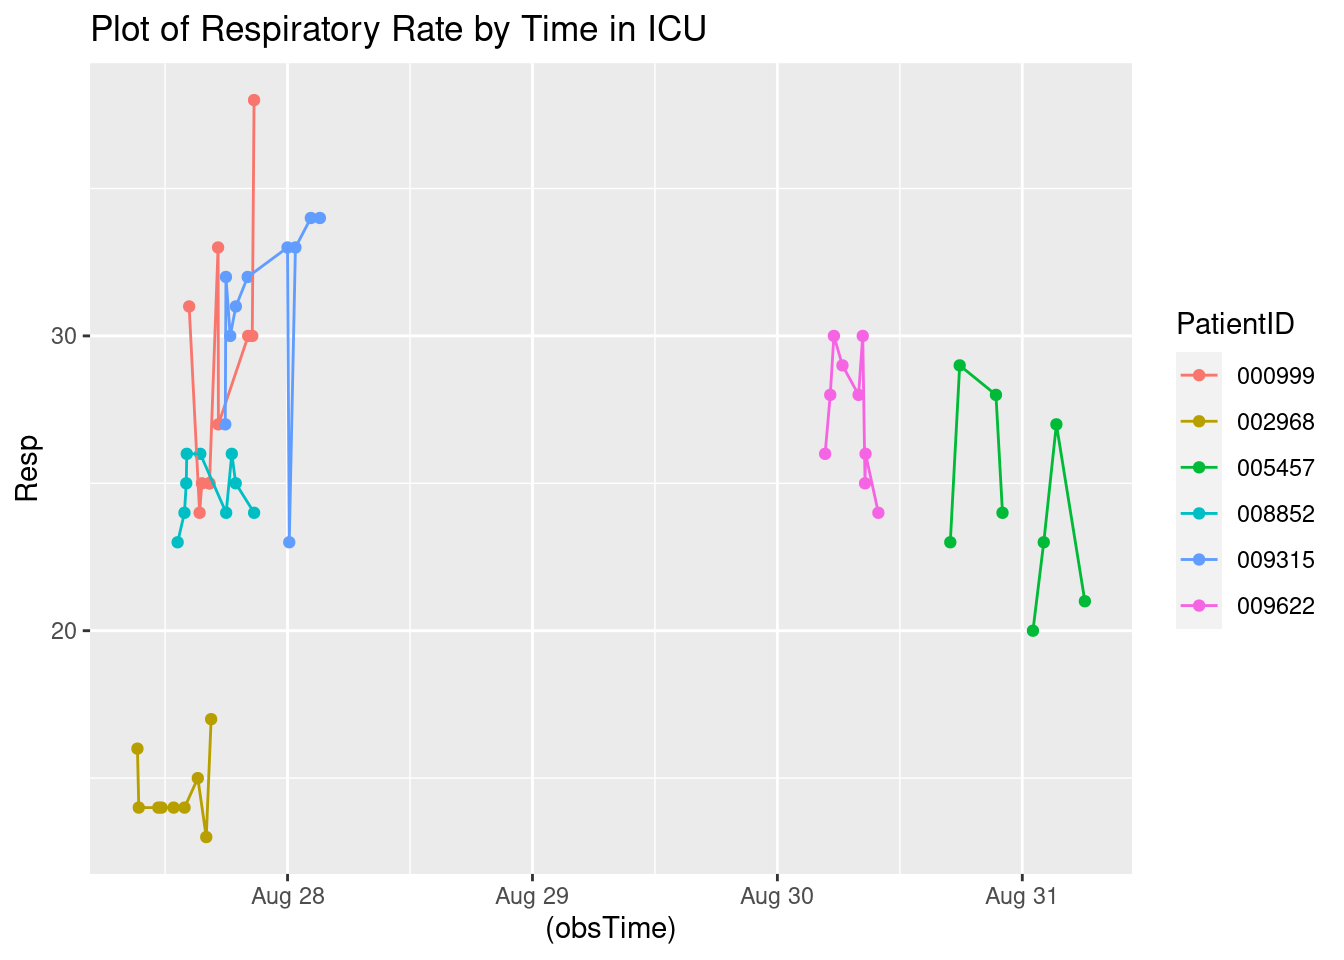 Plot of Respiratory Rate by Time in ICU
Resp
30
20
Aug 28
Aug 29
Aug 30
Aug 31
(obsTime)
PatientID
000999
002968
005457
008852
009315
009622